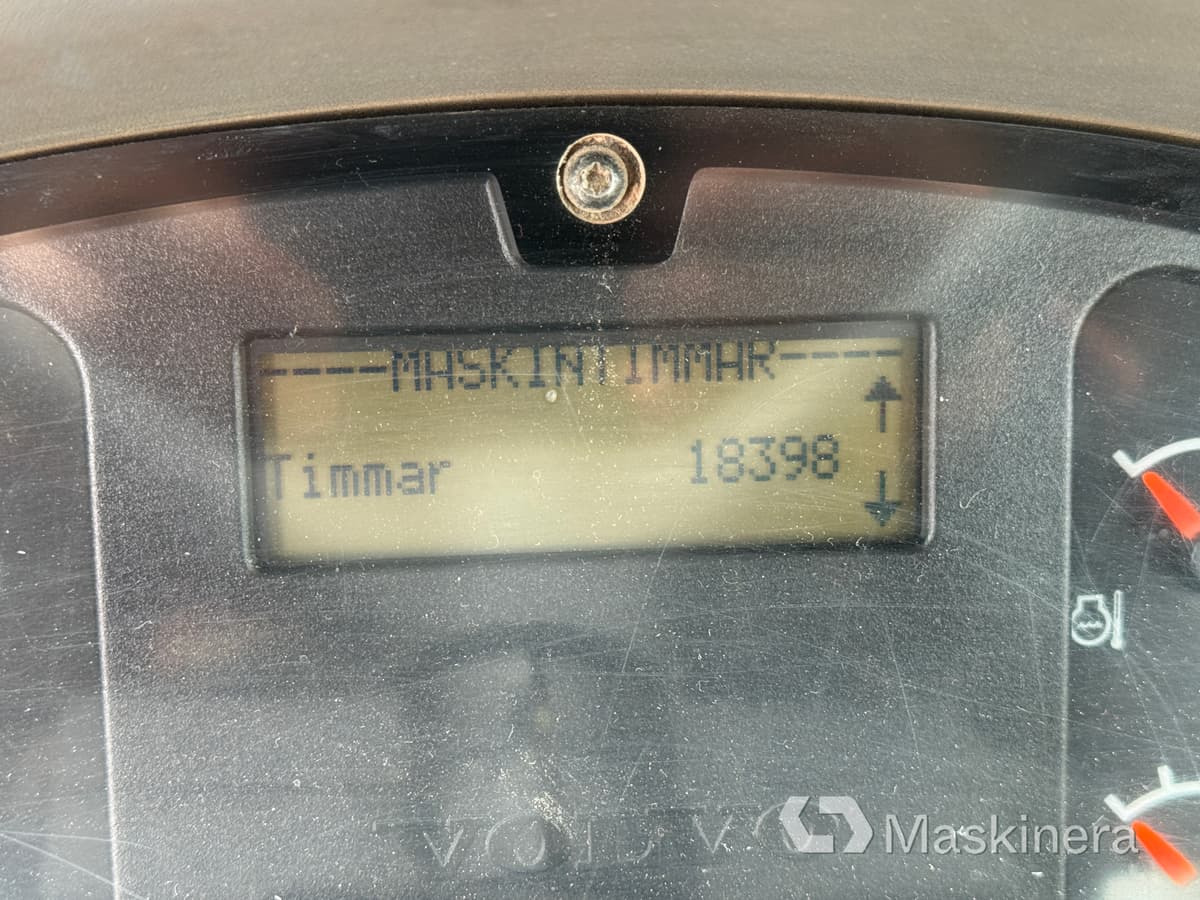 ----MASKINTIMMAR----
Timmar 18398
VOLVO
Maskinera